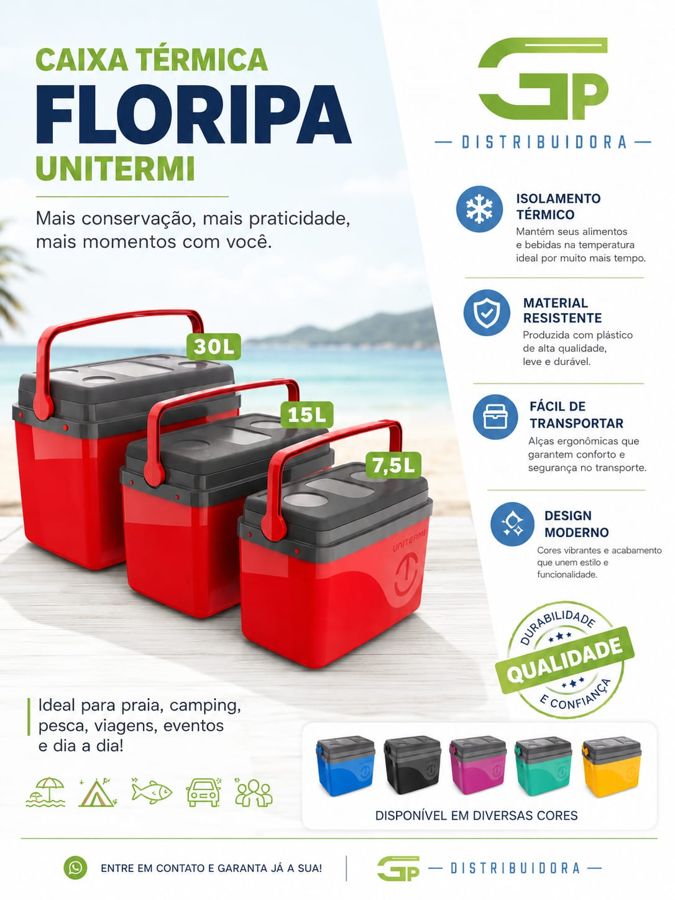 CAIXA TÉRMICA
FLORIPA
UNITERMI
Mais conservação, mais praticidade,
mais momentos com você.
GP
DISTRIBUIDORA
ISOLAMENTO
TÉRMICO
Mantém seus alimentos
e bebidas na temperatura
ideal por muito mais tempo.
MATERIAL
RESISTENTE
Produzida com plástico
de alta qualidade,
leve e durável.
FÁCIL DE
TRANSPORTAR
Alças ergonômicas que
garantem conforto e
segurança no transporte.
DESIGN
MODERNO
Cores vibrantes e acabamento
que unem estilo e
funcionalidade.
30L
15L
7,5L
UNITERMI
DURABILIDADE
QUALIDADE
E CONFIANÇA
Ideal para praia, camping,
pesca, viagens, eventos
e dia a dia!
DISPONÍVEL EM DIVERSAS CORES
ENTRE EM CONTATO E GARANTA JÁ A SUA!
GP DISTRIBUIDORA